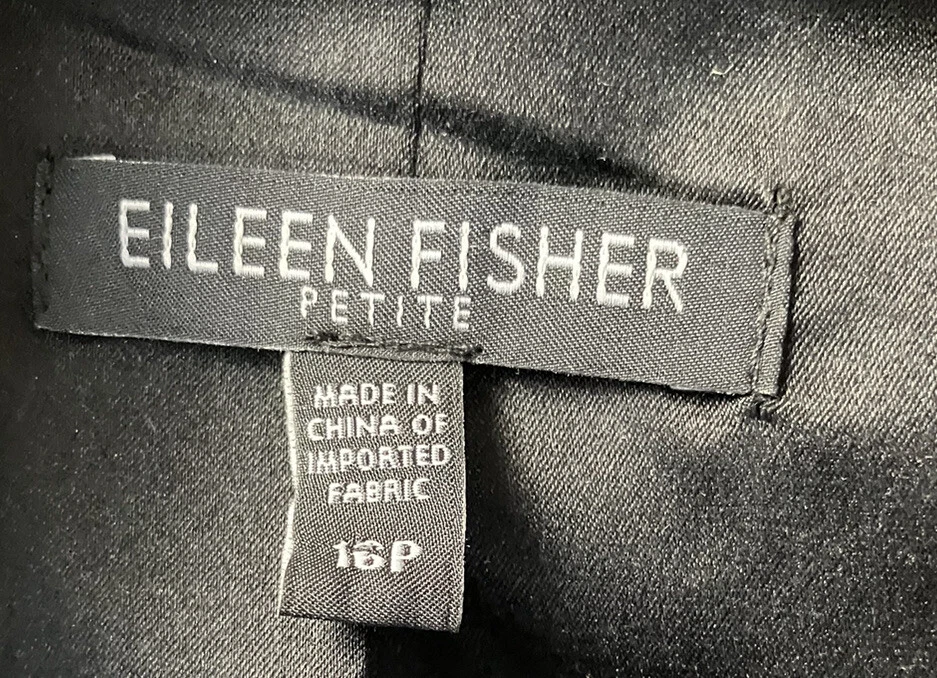 EILEEN FISHER
PETITE
MADE IN
CHINA OF
IMPORTED
FABRIC
16P